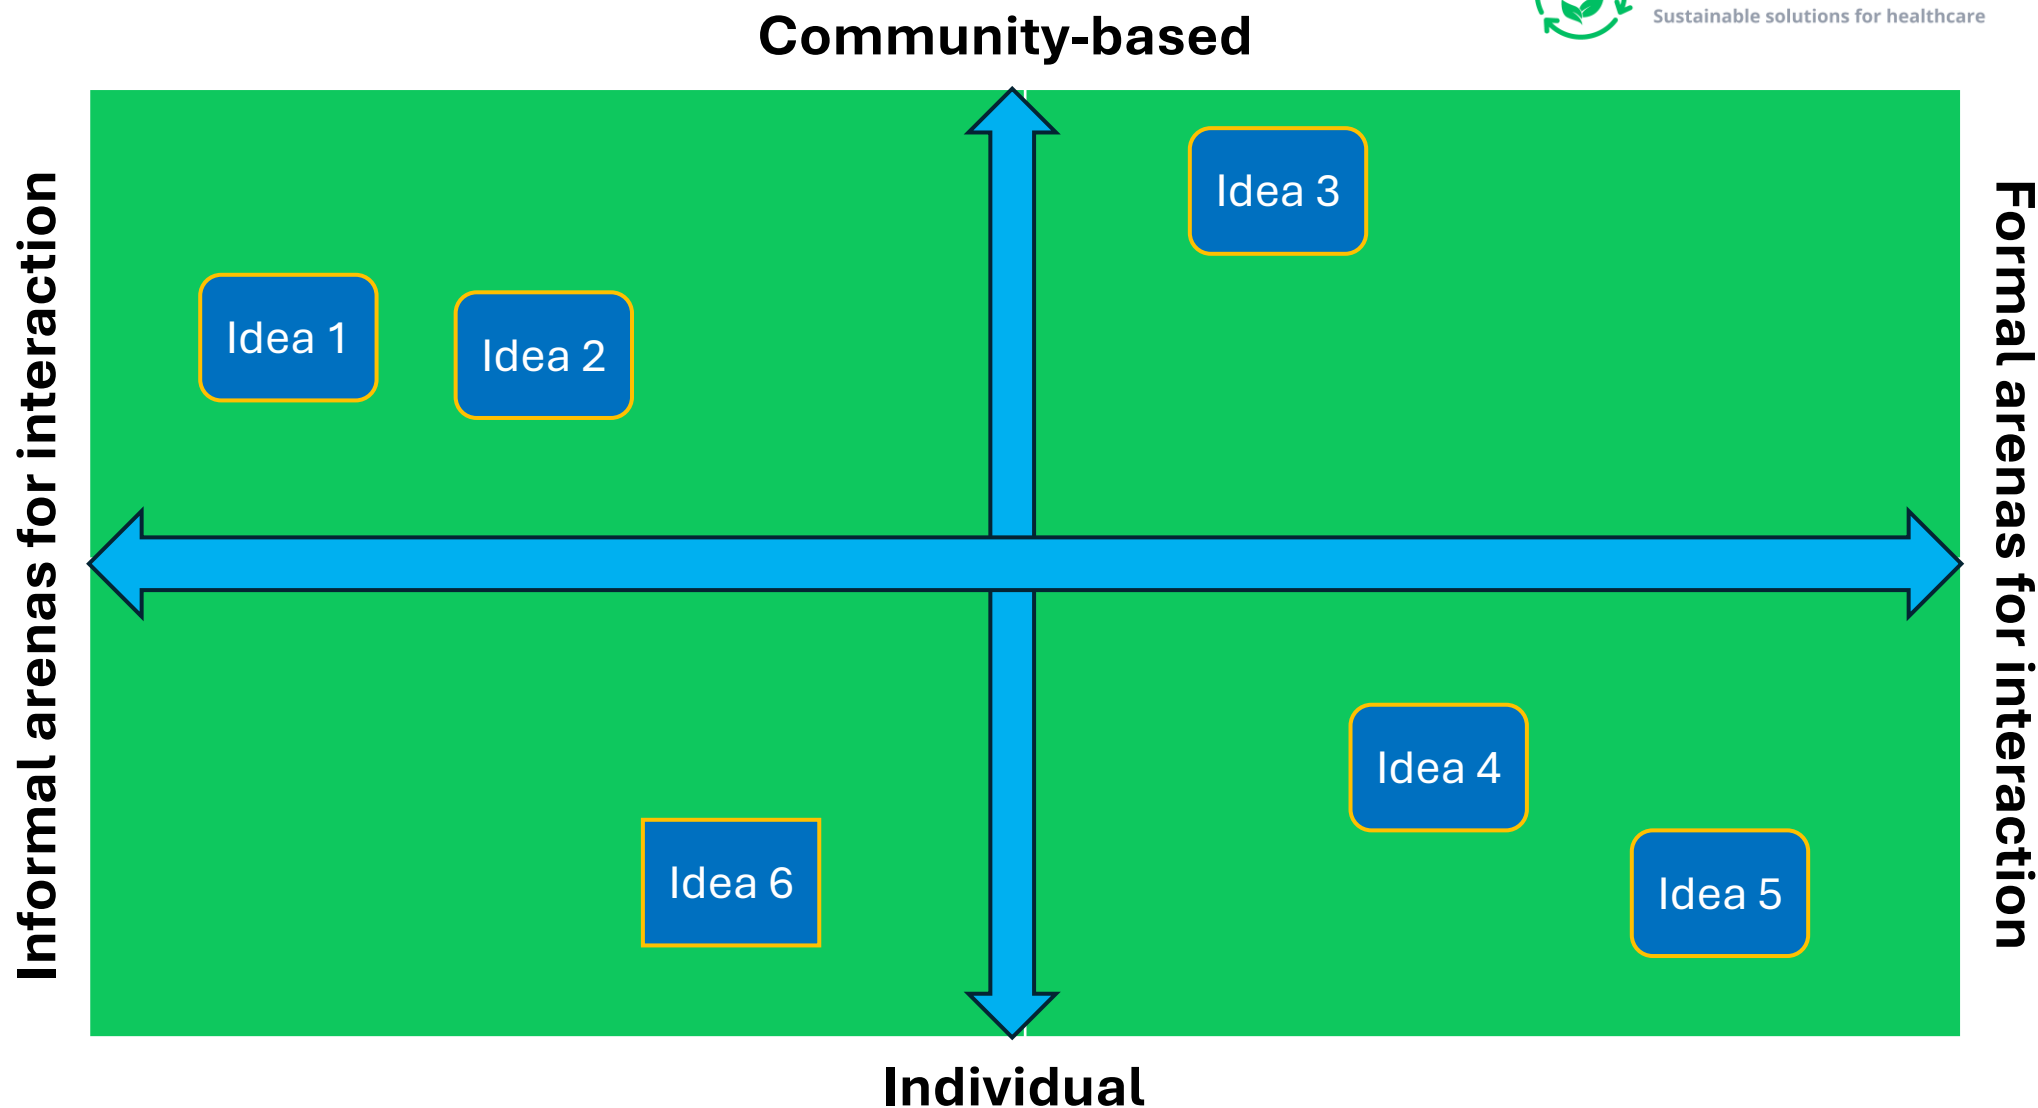 Sustainable solutions for healthcare
Community-based
Informal arenas for interaction
Formal arenas for interaction
Idea 3
Idea 1
Idea 2
Idea 4
Idea 6
Idea 5
Individual